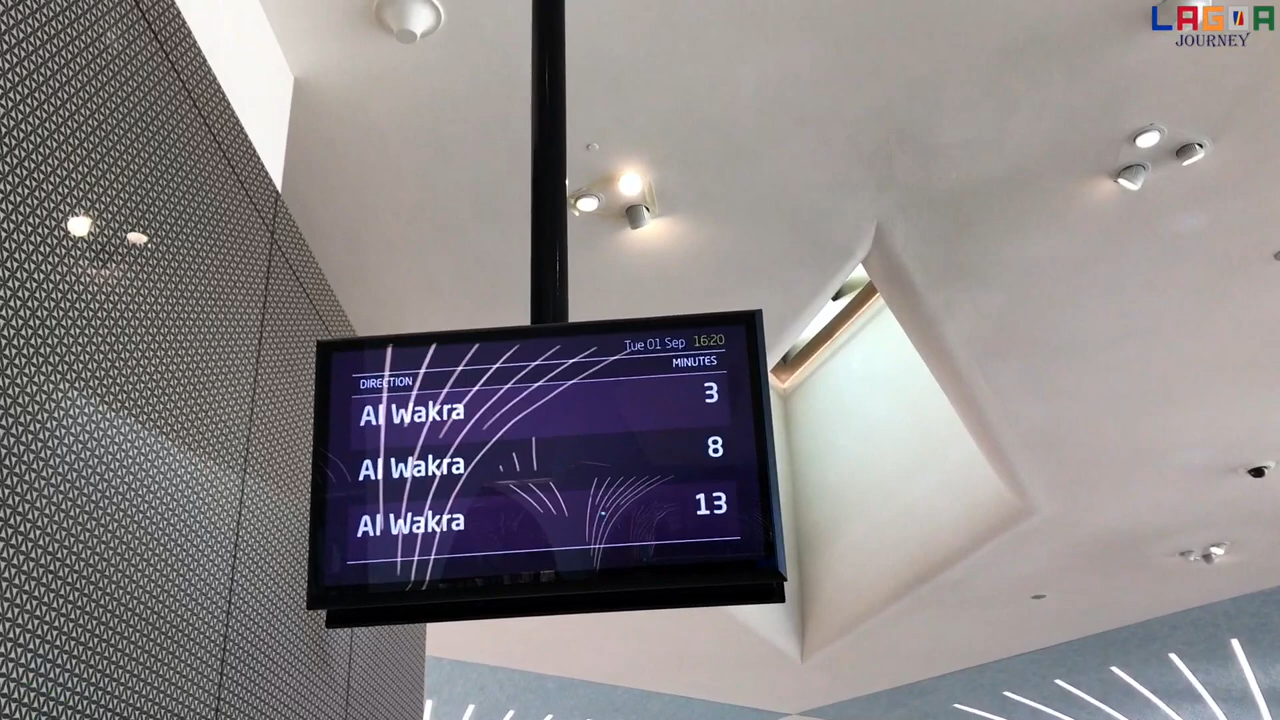 LAGOA
JOURNEY
Tue 01 Sep 16:20
DIRECTION MINUTES
Al Wakra 3
Al Wakra 8
Al Wakra 13